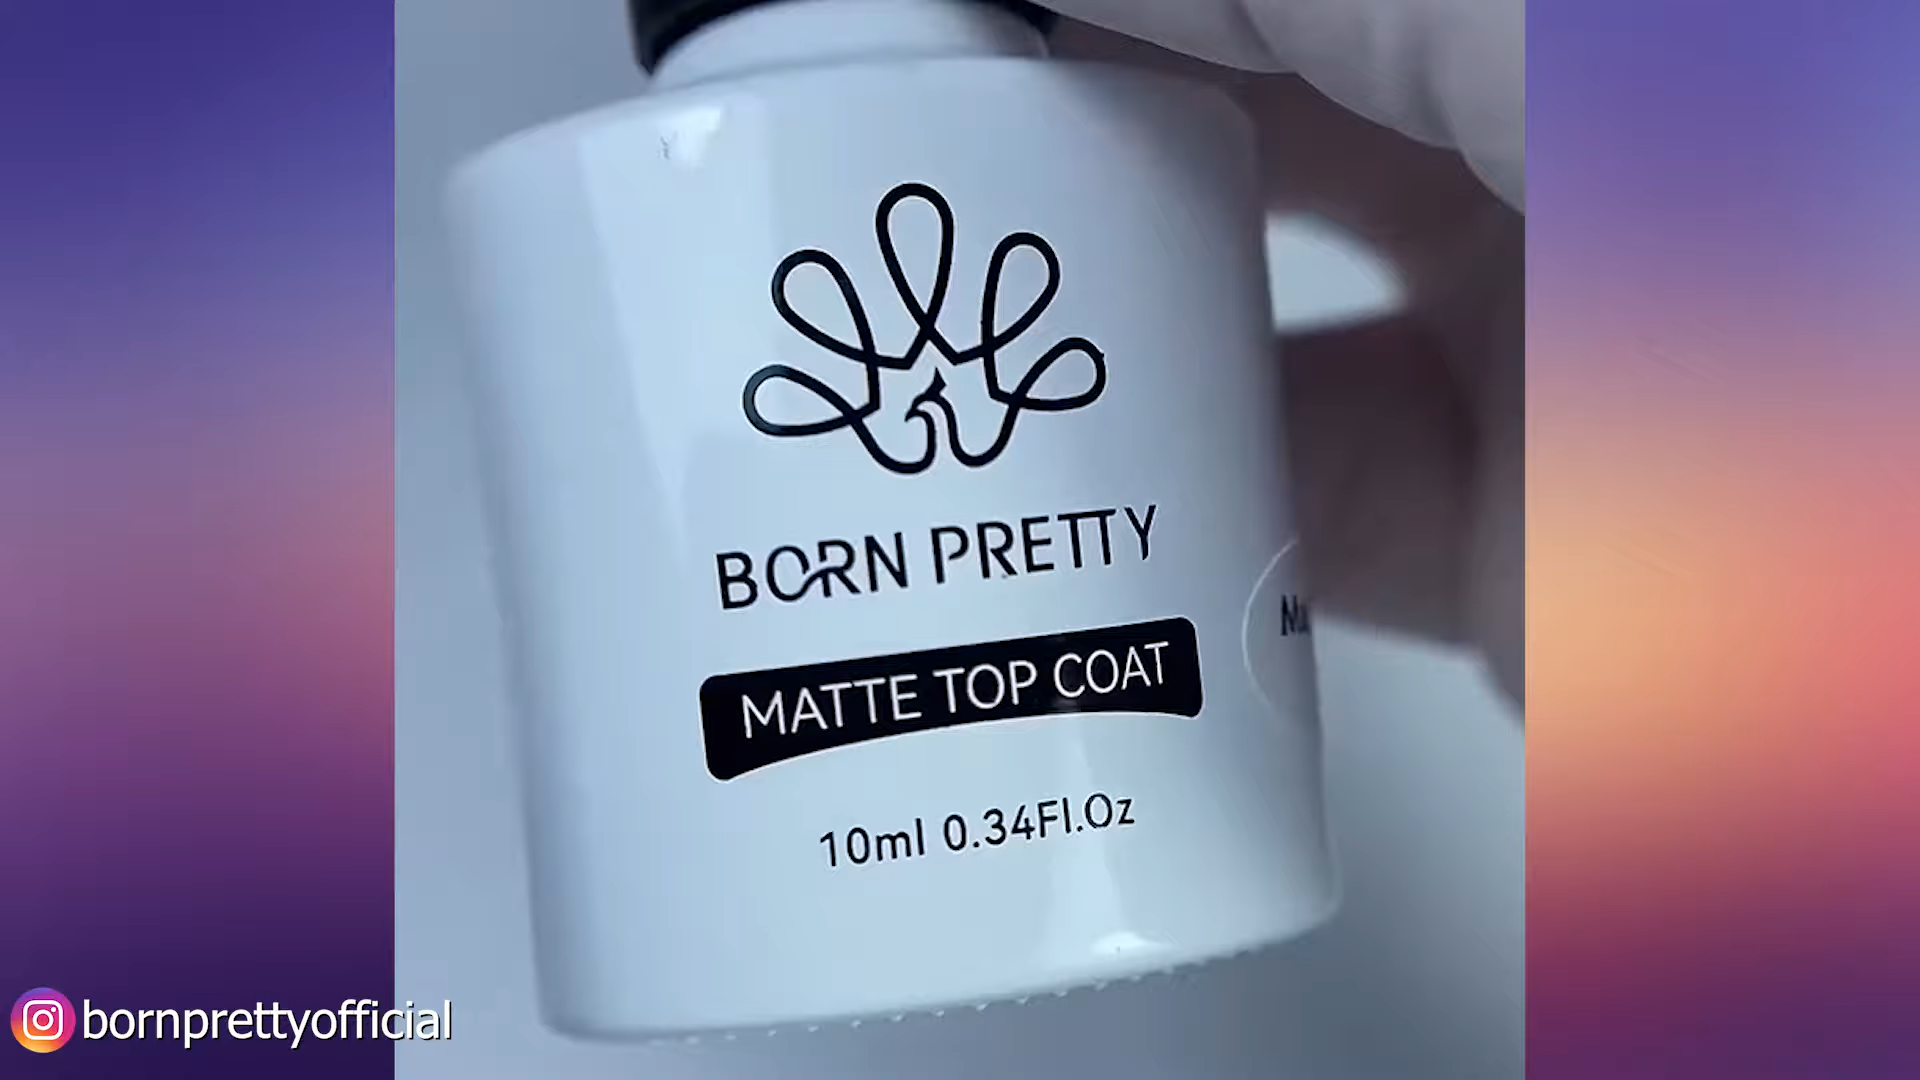 BORN PRETTY
MATTE TOP COAT
10ml 0.34Fl.Oz
bornprettyofficial